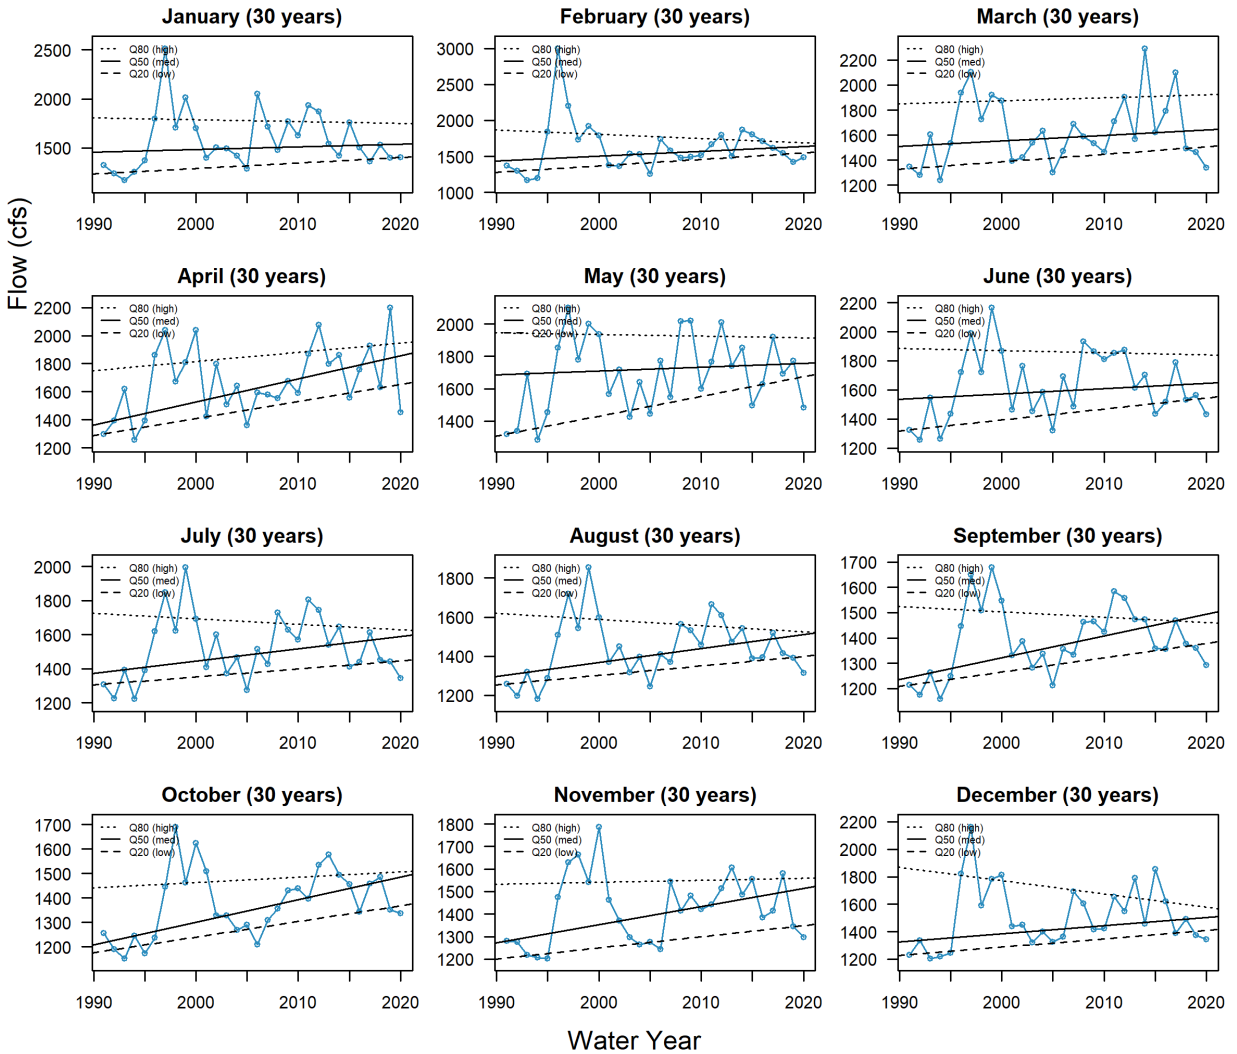 Flow (cfs)
January (30 years)
Q80 (high)
Q50 (med)
Q20 (low)
2500
2000
1500
1990 2000 2010 2020
February (30 years)
Q80 (high)
Q50 (med)
Q20 (low)
3000
2500
2000
1500
1000
1990 2000 2010 2020
March (30 years)
Q80 (high)
Q50 (med)
Q20 (low)
2200
2000
1800
1600
1400
1200
1990 2000 2010 2020
April (30 years)
Q80 (high)
Q50 (med)
Q20 (low)
2200
2000
1800
1600
1400
1200
1990 2000 2010 2020
May (30 years)
Q80 (high)
Q50 (med)
Q20 (low)
2000
1800
1600
1400
1990 2000 2010 2020
June (30 years)
Q80 (high)
Q50 (med)
Q20 (low)
2200
2000
1800
1600
1400
1200
1990 2000 2010 2020
July (30 years)
Q80 (high)
Q50 (med)
Q20 (low)
2000
1800
1600
1400
1200
1990 2000 2010 2020
August (30 years)
Q80 (high)
Q50 (med)
Q20 (low)
1800
1600
1400
1200
1990 2000 2010 2020
September (30 years)
Q80 (high)
Q50 (med)
Q20 (low)
1700
1600
1500
1400
1300
1200
1990 2000 2010 2020
October (30 years)
Q80 (high)
Q50 (med)
Q20 (low)
1700
1600
1500
1400
1300
1200
1990 2000 2010 2020
November (30 years)
Q80 (high)
Q50 (med)
Q20 (low)
1800
1700
1600
1500
1400
1300
1200
1990 2000 2010 2020
December (30 years)
Q80 (high)
Q50 (med)
Q20 (low)
2200
2000
1800
1600
1400
1200
1990 2000 2010 2020
Water Year